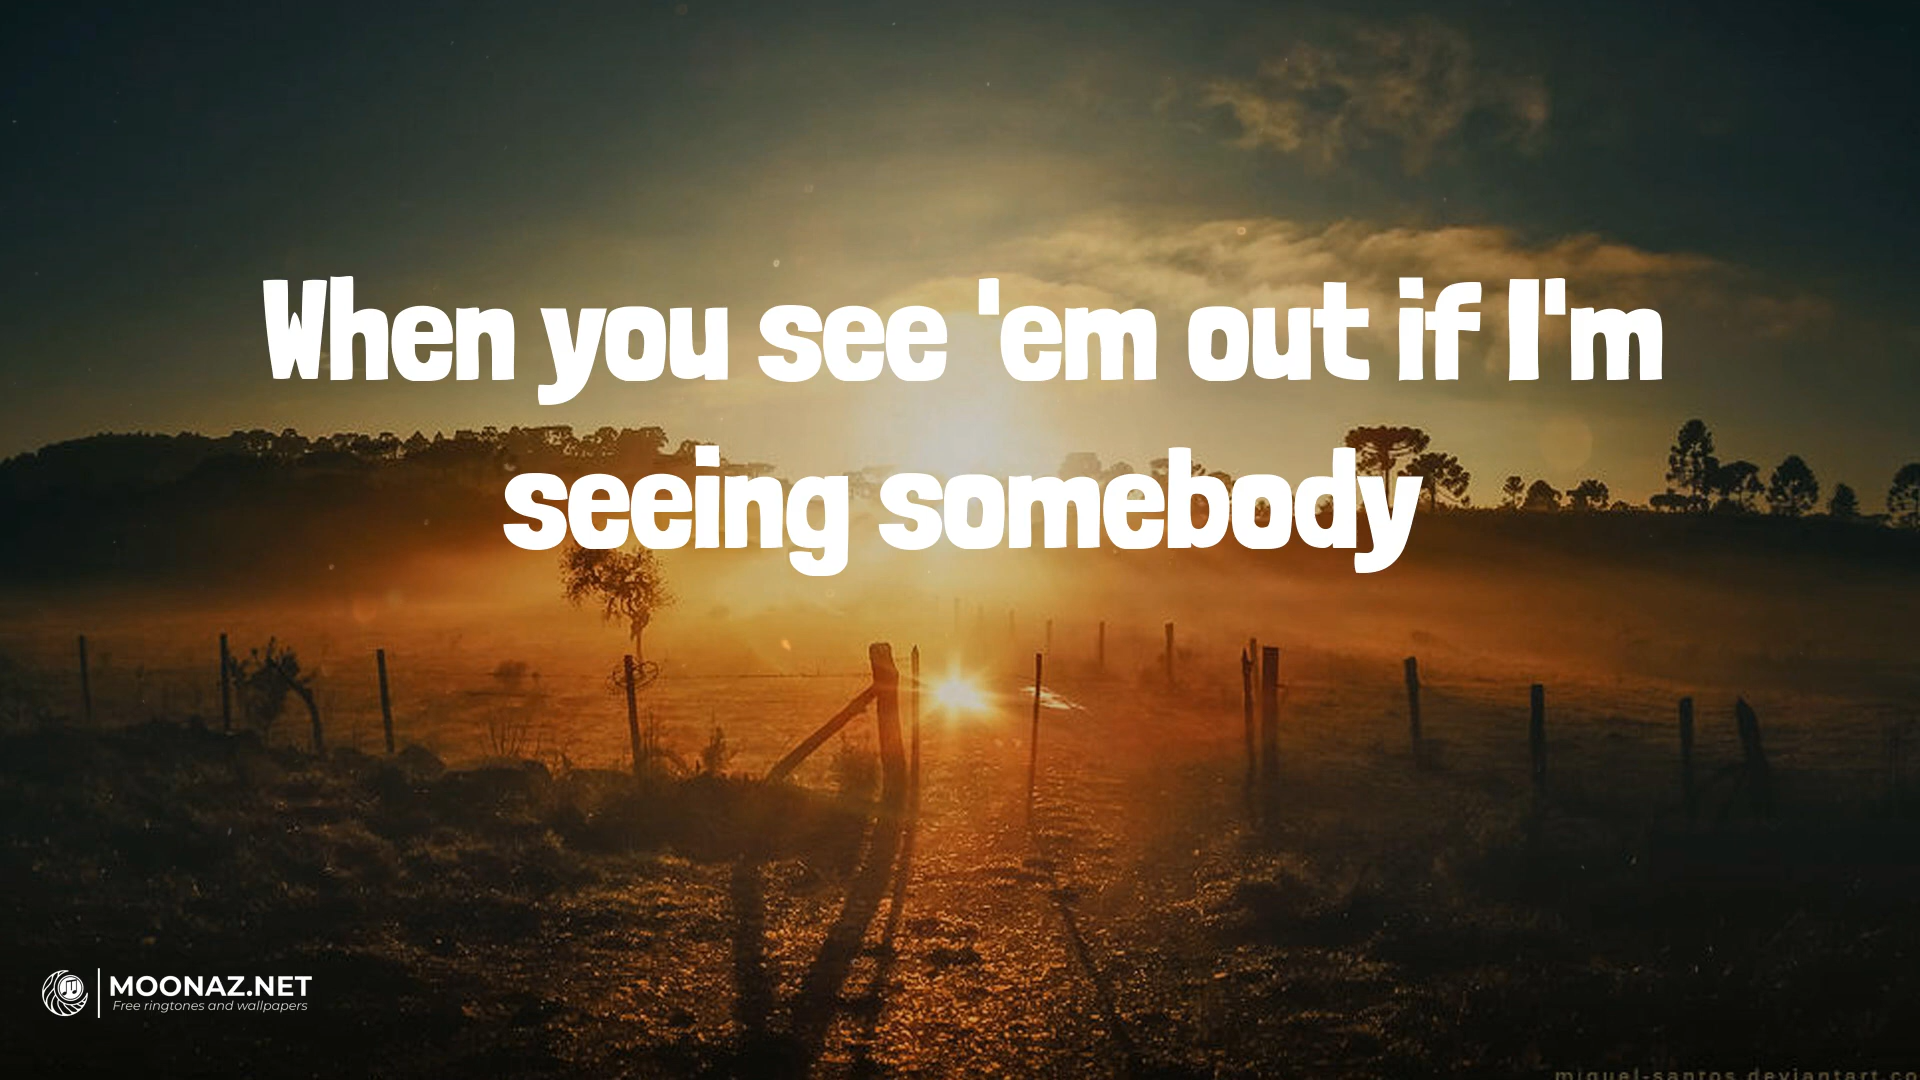 When you see 'em out if I'm
seeing somebody
MOONAZ.NET
Free ringtones and wallpapers
miguel-santos.deviantart.co